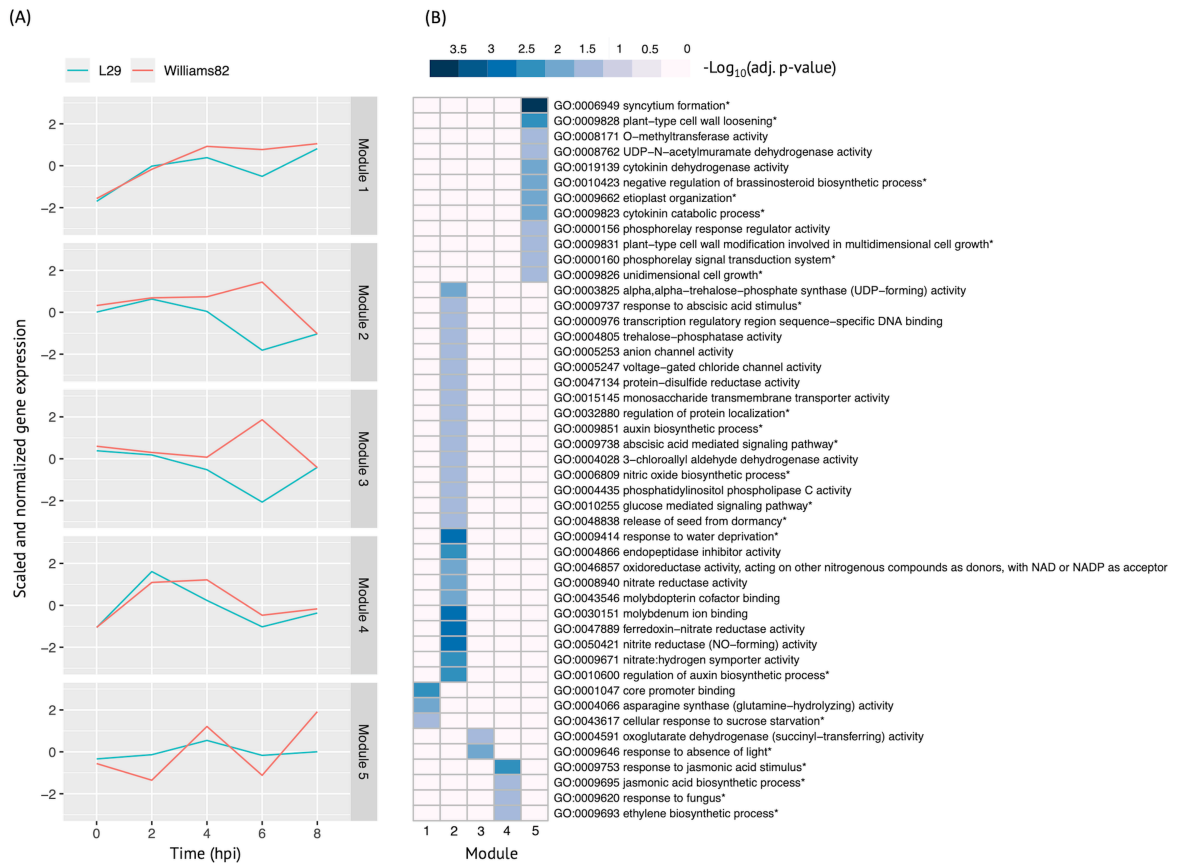 (A)
L29 Williams82
Scaled and normalized gene expression
2
0
−2
Module 1
2
0
−2
Module 2
2
0
−2
Module 3
2
0
−2
Module 4
2
0
−2
Module 5
0 2 4 6 8
Time (hpi)
(B)
3.5 3 2.5 2 1.5 1 0.5 0
-Log10(adj. p-value)
GO:0006949 syncytium formation*
GO:0009828 plant−type cell wall loosening*
GO:0008171 O−methyltransferase activity
GO:0008762 UDP−N−acetylmuramate dehydrogenase activity
GO:0019139 cytokinin dehydrogenase activity
GO:0010423 negative regulation of brassinosteroid biosynthetic process*
GO:0009662 etioplast organization*
GO:0009823 cytokinin catabolic process*
GO:0000156 phosphorelay response regulator activity
GO:0009831 plant−type cell wall modification involved in multidimensional cell growth*
GO:0000160 phosphorelay signal transduction system*
GO:0009826 unidimensional cell growth*
GO:0003825 alpha,alpha−trehalose−phosphate synthase (UDP−forming) activity
GO:0009737 response to abscisic acid stimulus*
GO:0000976 transcription regulatory region sequence−specific DNA binding
GO:0004805 trehalose−phosphatase activity
GO:0005253 anion channel activity
GO:0005247 voltage−gated chloride channel activity
GO:0047134 protein−disulfide reductase activity
GO:0015145 monosaccharide transmembrane transporter activity
GO:0032880 regulation of protein localization*
GO:0009851 auxin biosynthetic process*
GO:0009738 abscisic acid mediated signaling pathway*
GO:0004028 3−chloroallyl aldehyde dehydrogenase activity
GO:0006809 nitric oxide biosynthetic process*
GO:0004435 phosphatidylinositol phospholipase C activity
GO:0010255 glucose mediated signaling pathway*
GO:0048838 release of seed from dormancy*
GO:0009414 response to water deprivation*
GO:0004866 endopeptidase inhibitor activity
GO:0046857 oxidoreductase activity, acting on other nitrogenous compounds as donors, with NAD or NADP as acceptor
GO:0008940 nitrate reductase activity
GO:0043546 molybdopterin cofactor binding
GO:0030151 molybdenum ion binding
GO:0047889 ferredoxin−nitrate reductase activity
GO:0050421 nitrite reductase (NO−forming) activity
GO:0009671 nitrate:hydrogen symporter activity
GO:0010600 regulation of auxin biosynthetic process*
GO:0001047 core promoter binding
GO:0004066 asparagine synthase (glutamine−hydrolyzing) activity
GO:0043617 cellular response to sucrose starvation*
GO:0004591 oxoglutarate dehydrogenase (succinyl−transferring) activity
GO:0009646 response to absence of light*
GO:0009753 response to jasmonic acid stimulus*
GO:0009695 jasmonic acid biosynthetic process*
GO:0009620 response to fungus*
GO:0009693 ethylene biosynthetic process*
1 2 3 4 5
Module